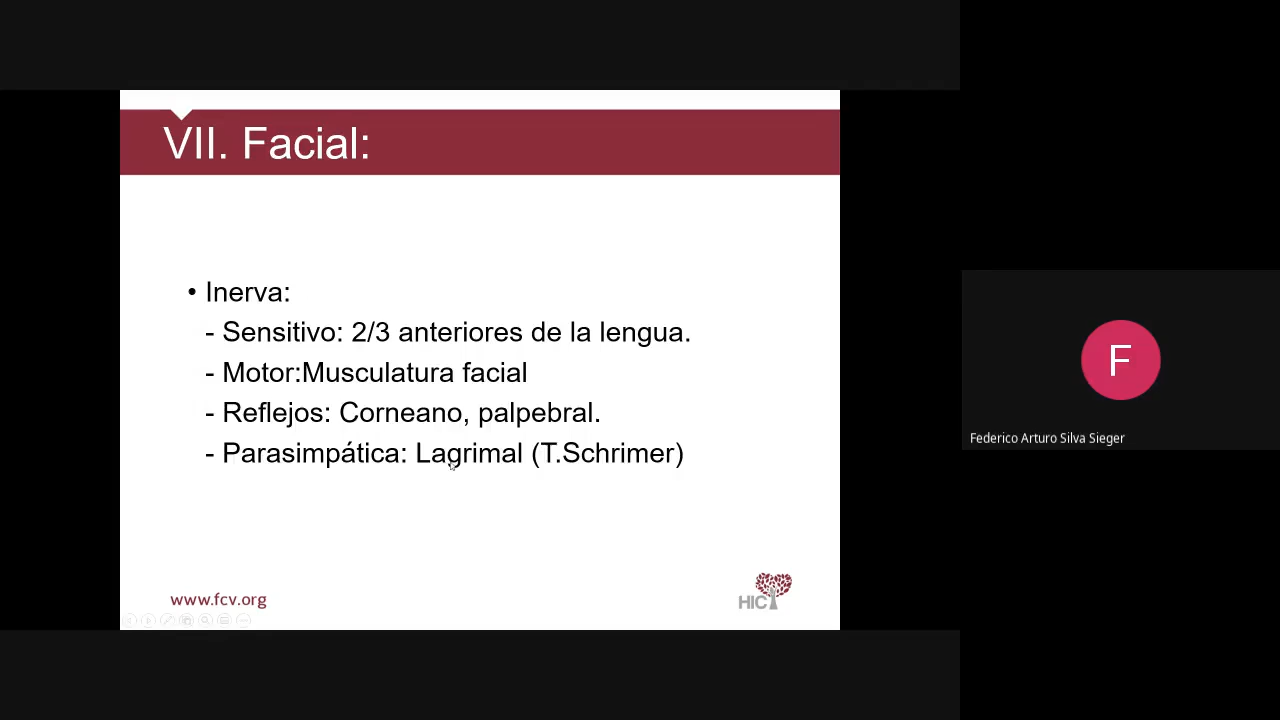 VII. Facial:
• Inerva:
- Sensitivo: 2/3 anteriores de la lengua.
- Motor:Musculatura facial
- Reflejos: Corneano, palpebral.
- Parasimpática: Lagrimal (T.Schrimer)
www.fcv.org
HIC
F
Federico Arturo Silva Sieger